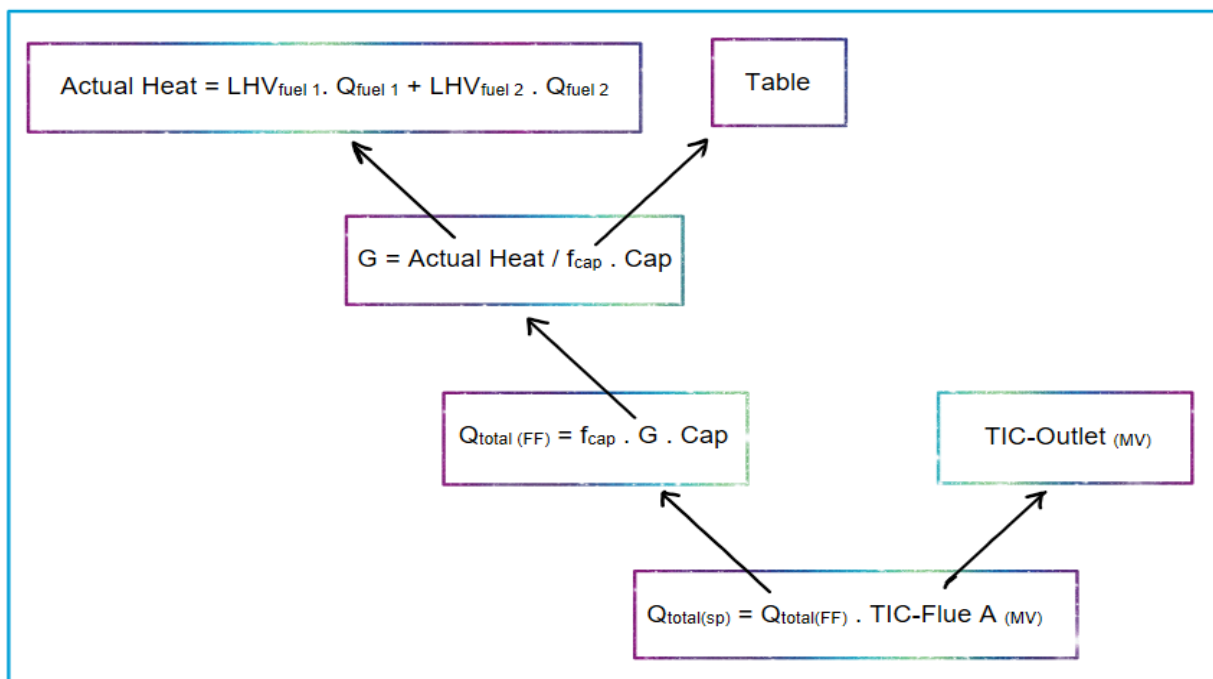 Actual Heat = LHVfuel 1. Qfuel 1 + LHVfuel 2 . Qfuel 2
Table
G = Actual Heat / fcap . Cap
Qtotal (FF) = fcap . G . Cap
TIC-Outlet (MV)
Qtotal(sp) = Qtotal(FF) . TIC-Flue A (MV)